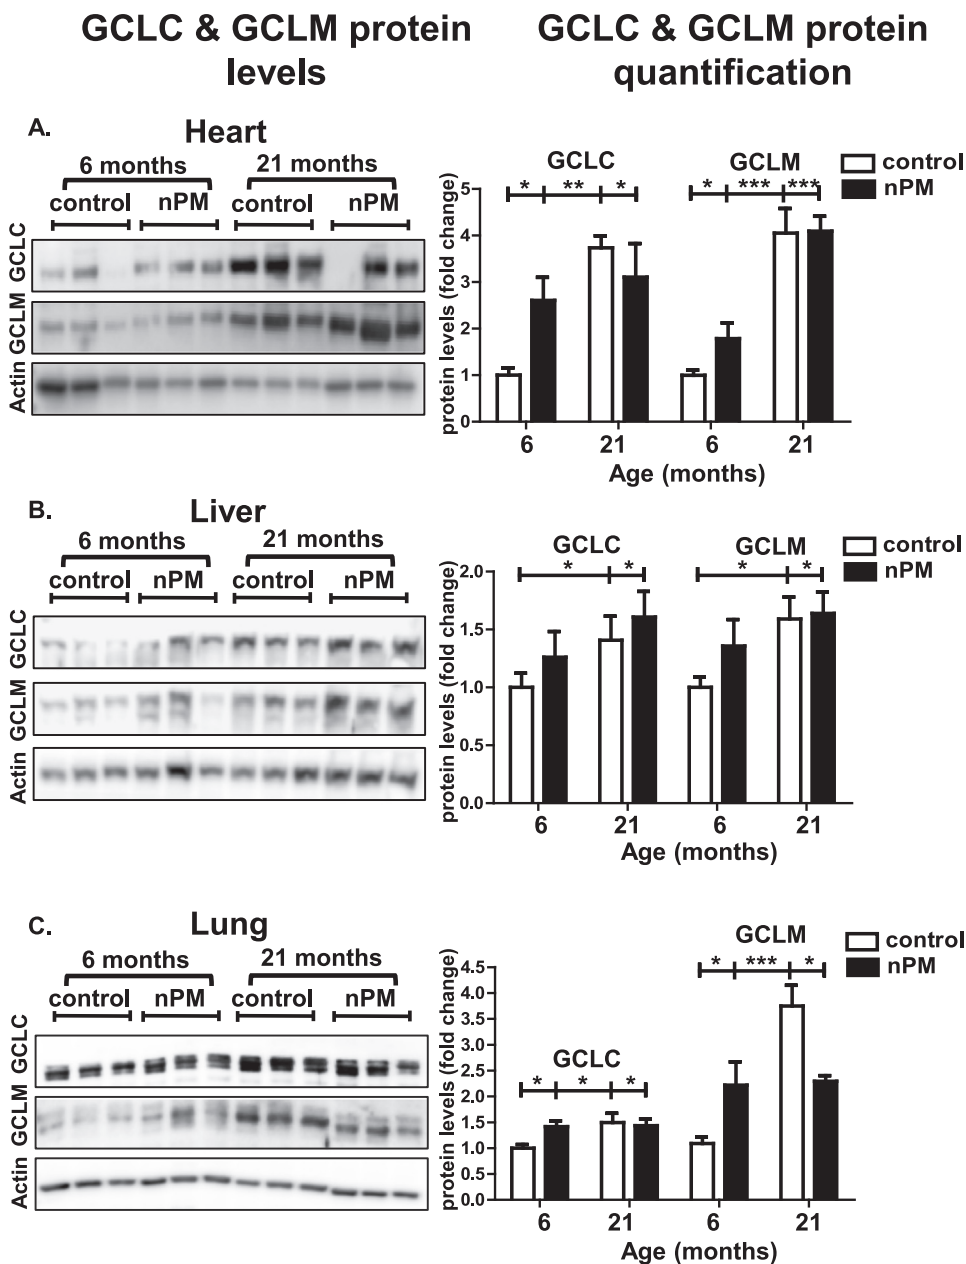 GCLC & GCLM protein
levels
GCLC & GCLM protein
quantification
A.
Heart
6 months
21 months
control
nPM
control
nPM
GCLC
GCLM
Actin
control
nPM
GCLC
GCLM
* ** *
* *** ***
protein levels (fold change)
5
4
3
2
1
0
6
21
6
21
Age (months)
B.
Liver
6 months
21 months
control
nPM
control
nPM
GCLC
GCLM
Actin
control
nPM
GCLC
GCLM
* *
* *
protein levels (fold change)
2.0
1.5
1.0
0.5
0.0
6
21
6
21
Age (months)
C.
Lung
6 months
21 months
control
nPM
control
nPM
GCLC
GCLM
Actin
control
nPM
GCLM
* *** *
GCLC
* * *
protein levels (fold change)
4.5
4.0
3.5
3.0
2.5
2.0
1.5
1.0
0.5
0.0
6
21
6
21
Age (months)